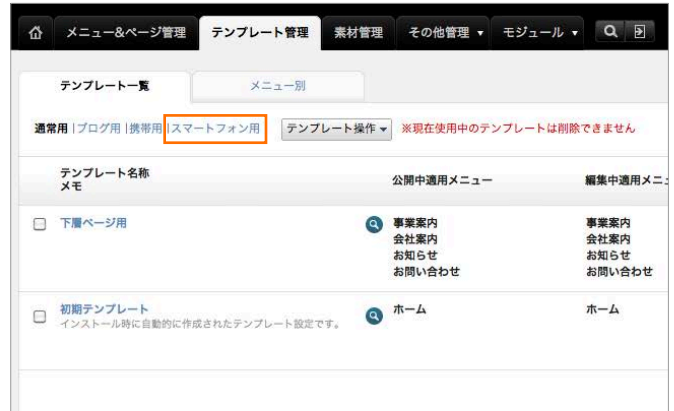 メニュー&ページ管理 テンプレート管理 素材管理 その他管理 ▼ モジュール ▼
テンプレート一覧 メニュー別
通常用 |ブログ用 |携帯用 |スマートフォン用 テンプレート操作 ▼ ※現在使用中のテンプレートは削除できません
テンプレート名称
メモ
公開中適用メニュー 編集中適用メニュ
下層ページ用 事業案内 事業案内
会社案内 会社案内
お知らせ お知らせ
お問い合わせ お問い合わせ
初期テンプレート ホーム ホーム
インストール時に自動的に作成されたテンプレート設定です。